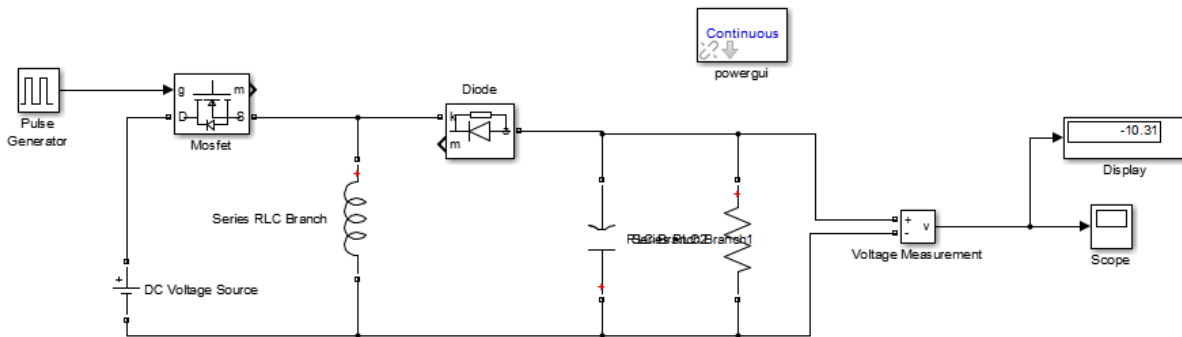 Continuous
powergui
Pulse
Generator
g
m
D
S
Mosfet
Diode
k
a
m
Series RLC Branch
+
DC Voltage Source
+
+
+
+
-
v
Voltage Measurement
-10.31
Display
Scope